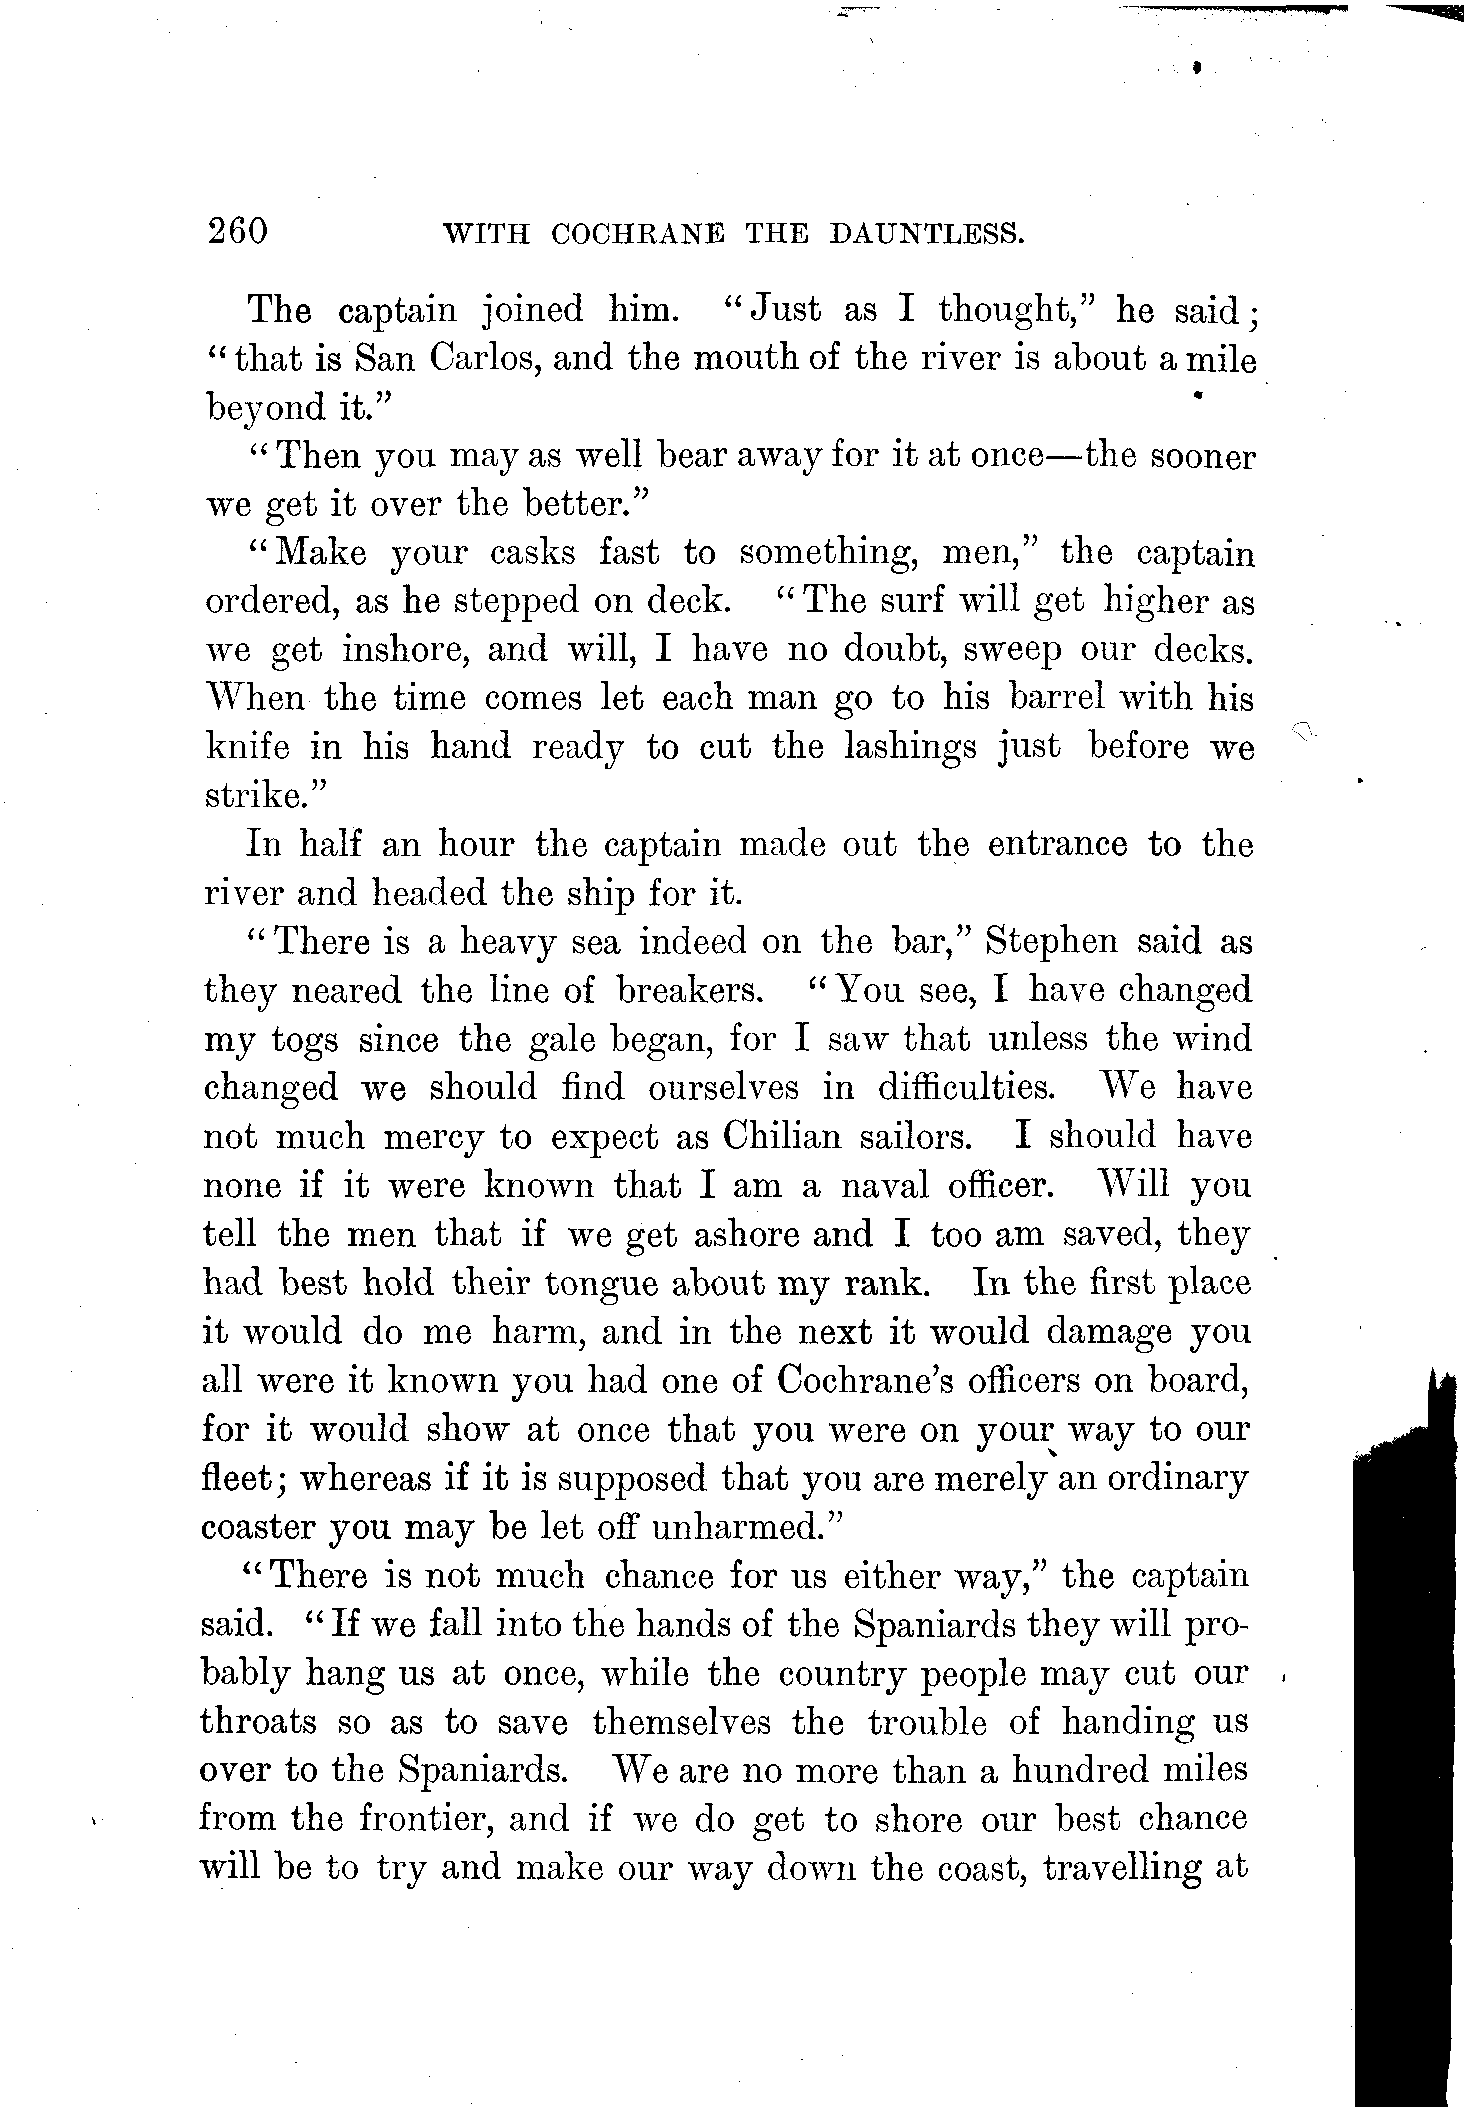 260 WITH COCHRANE THE DAUNTLESS.
The captain joined him. “Just as I thought,” he said;
“that is San Carlos, and the mouth of the river is about a mile
beyond it.”
“Then you may as well bear away for it at once—the sooner
we get it over the better.”
“Make your casks fast to something, men,” the captain
ordered, as he stepped on deck. “The surf will get higher as
we get inshore, and will, I have no doubt, sweep our decks.
When the time comes let each man go to his barrel with his
knife in his hand ready to cut the lashings just before we
strike.”
In half an hour the captain made out the entrance to the
river and headed the ship for it.
“There is a heavy sea indeed on the bar,” Stephen said as
they neared the line of breakers. “You see, I have changed
my togs since the gale began, for I saw that unless the wind
changed we should find ourselves in difficulties. We have
not much mercy to expect as Chilian sailors. I should have
none if it were known that I am a naval officer. Will you
tell the men that if we get ashore and I too am saved, they
had best hold their tongue about my rank. In the first place
it would do me harm, and in the next it would damage you
all were it known you had one of Cochrane’s officers on board,
for it would show at once that you were on your way to our
fleet; whereas if it is supposed that you are merely an ordinary
coaster you may be let off unharmed.”
“There is not much chance for us either way,” the captain
said. “If we fall into the hands of the Spaniards they will pro-
bably hang us at once, while the country people may cut our
throats so as to save themselves the trouble of handing us
over to the Spaniards. We are no more than a hundred miles
from the frontier, and if we do get to shore our best chance
will be to try and make our way down the coast, travelling at